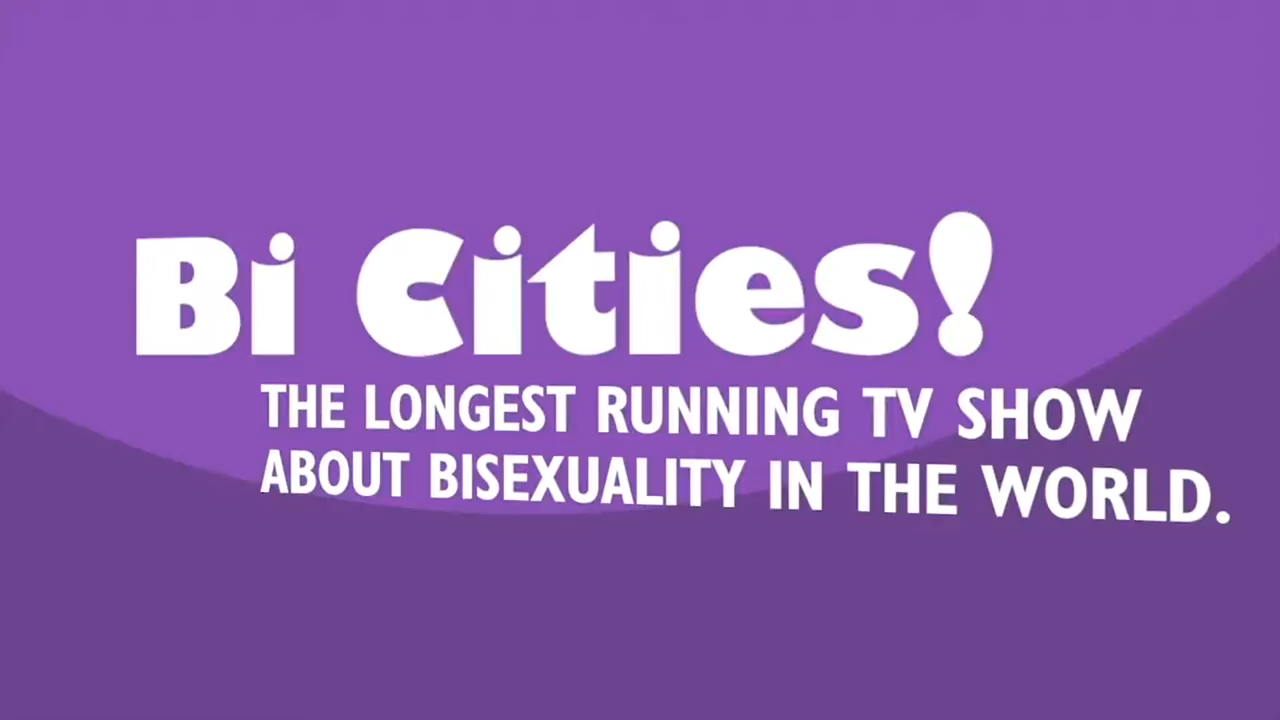 Bi Cities!
THE LONGEST RUNNING TV SHOW
ABOUT BISEXUALITY IN THE WORLD.